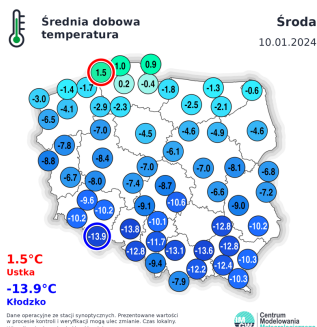 Średnia dobowa
temperatura
Środa
10.01.2024
1.5 1.0 0.9
-3.0 -1.4 -1.7 0.2 -0.4 -1.8 -1.3 -0.6
-4.1 -2.9 -2.3 -2.5 -2.1
-6.5 -7.0 -4.5 -4.6 -4.9 -4.6
-7.8 -6.1
-8.8 -8.4 -7.0 -7.0 -8.1 -6.8
-6.7 -8.0 -7.4 -8.7 -6.6 -7.2
-9.6 -10.2 -9.1 -10.6 -9.0
-10.2 -10.1
-13.9 -13.8 -12.8 -10.2
-11.7 -12.8 -13.1 -13.6 -12.8
-9.4 -12.2 -12.4 -10.3
-7.9 -10.3
1.5°C
Ustka
-13.9°C
Kłodzko
Dane operacyjne ze stacji synoptycznych. Prezentowane wartości
w procesie kontroli i weryfikacji mogą ulec zmianie. Czas lokalny.
Centrum
Modelowania